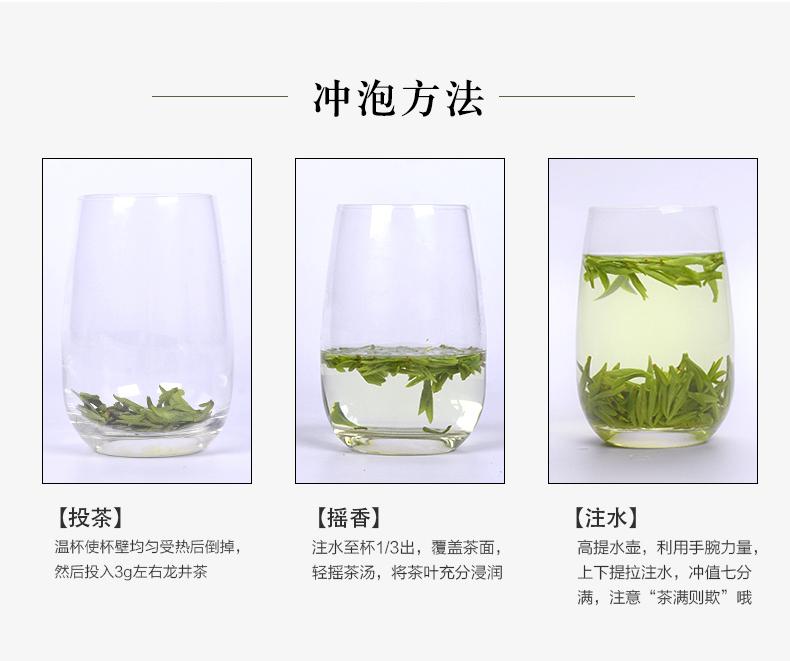 冲泡方法
【投茶】
温杯使杯壁均匀受热后倒掉，
然后投入3g左右龙井茶
【摇香】
注水至杯1/3出，覆盖茶面，
轻摇茶汤，将茶叶充分浸润
【注水】
高提水壶，利用手腕力量，
上下提拉注水，冲值七分
满，注意“茶满则欺”哦